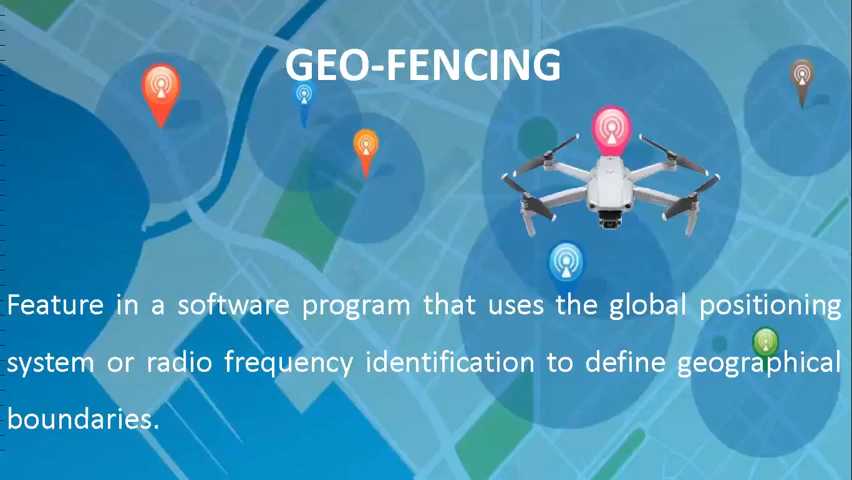 GEO-FENCING
Feature in a software program that uses the global positioning
system or radio frequency identification to define geographical
boundaries.